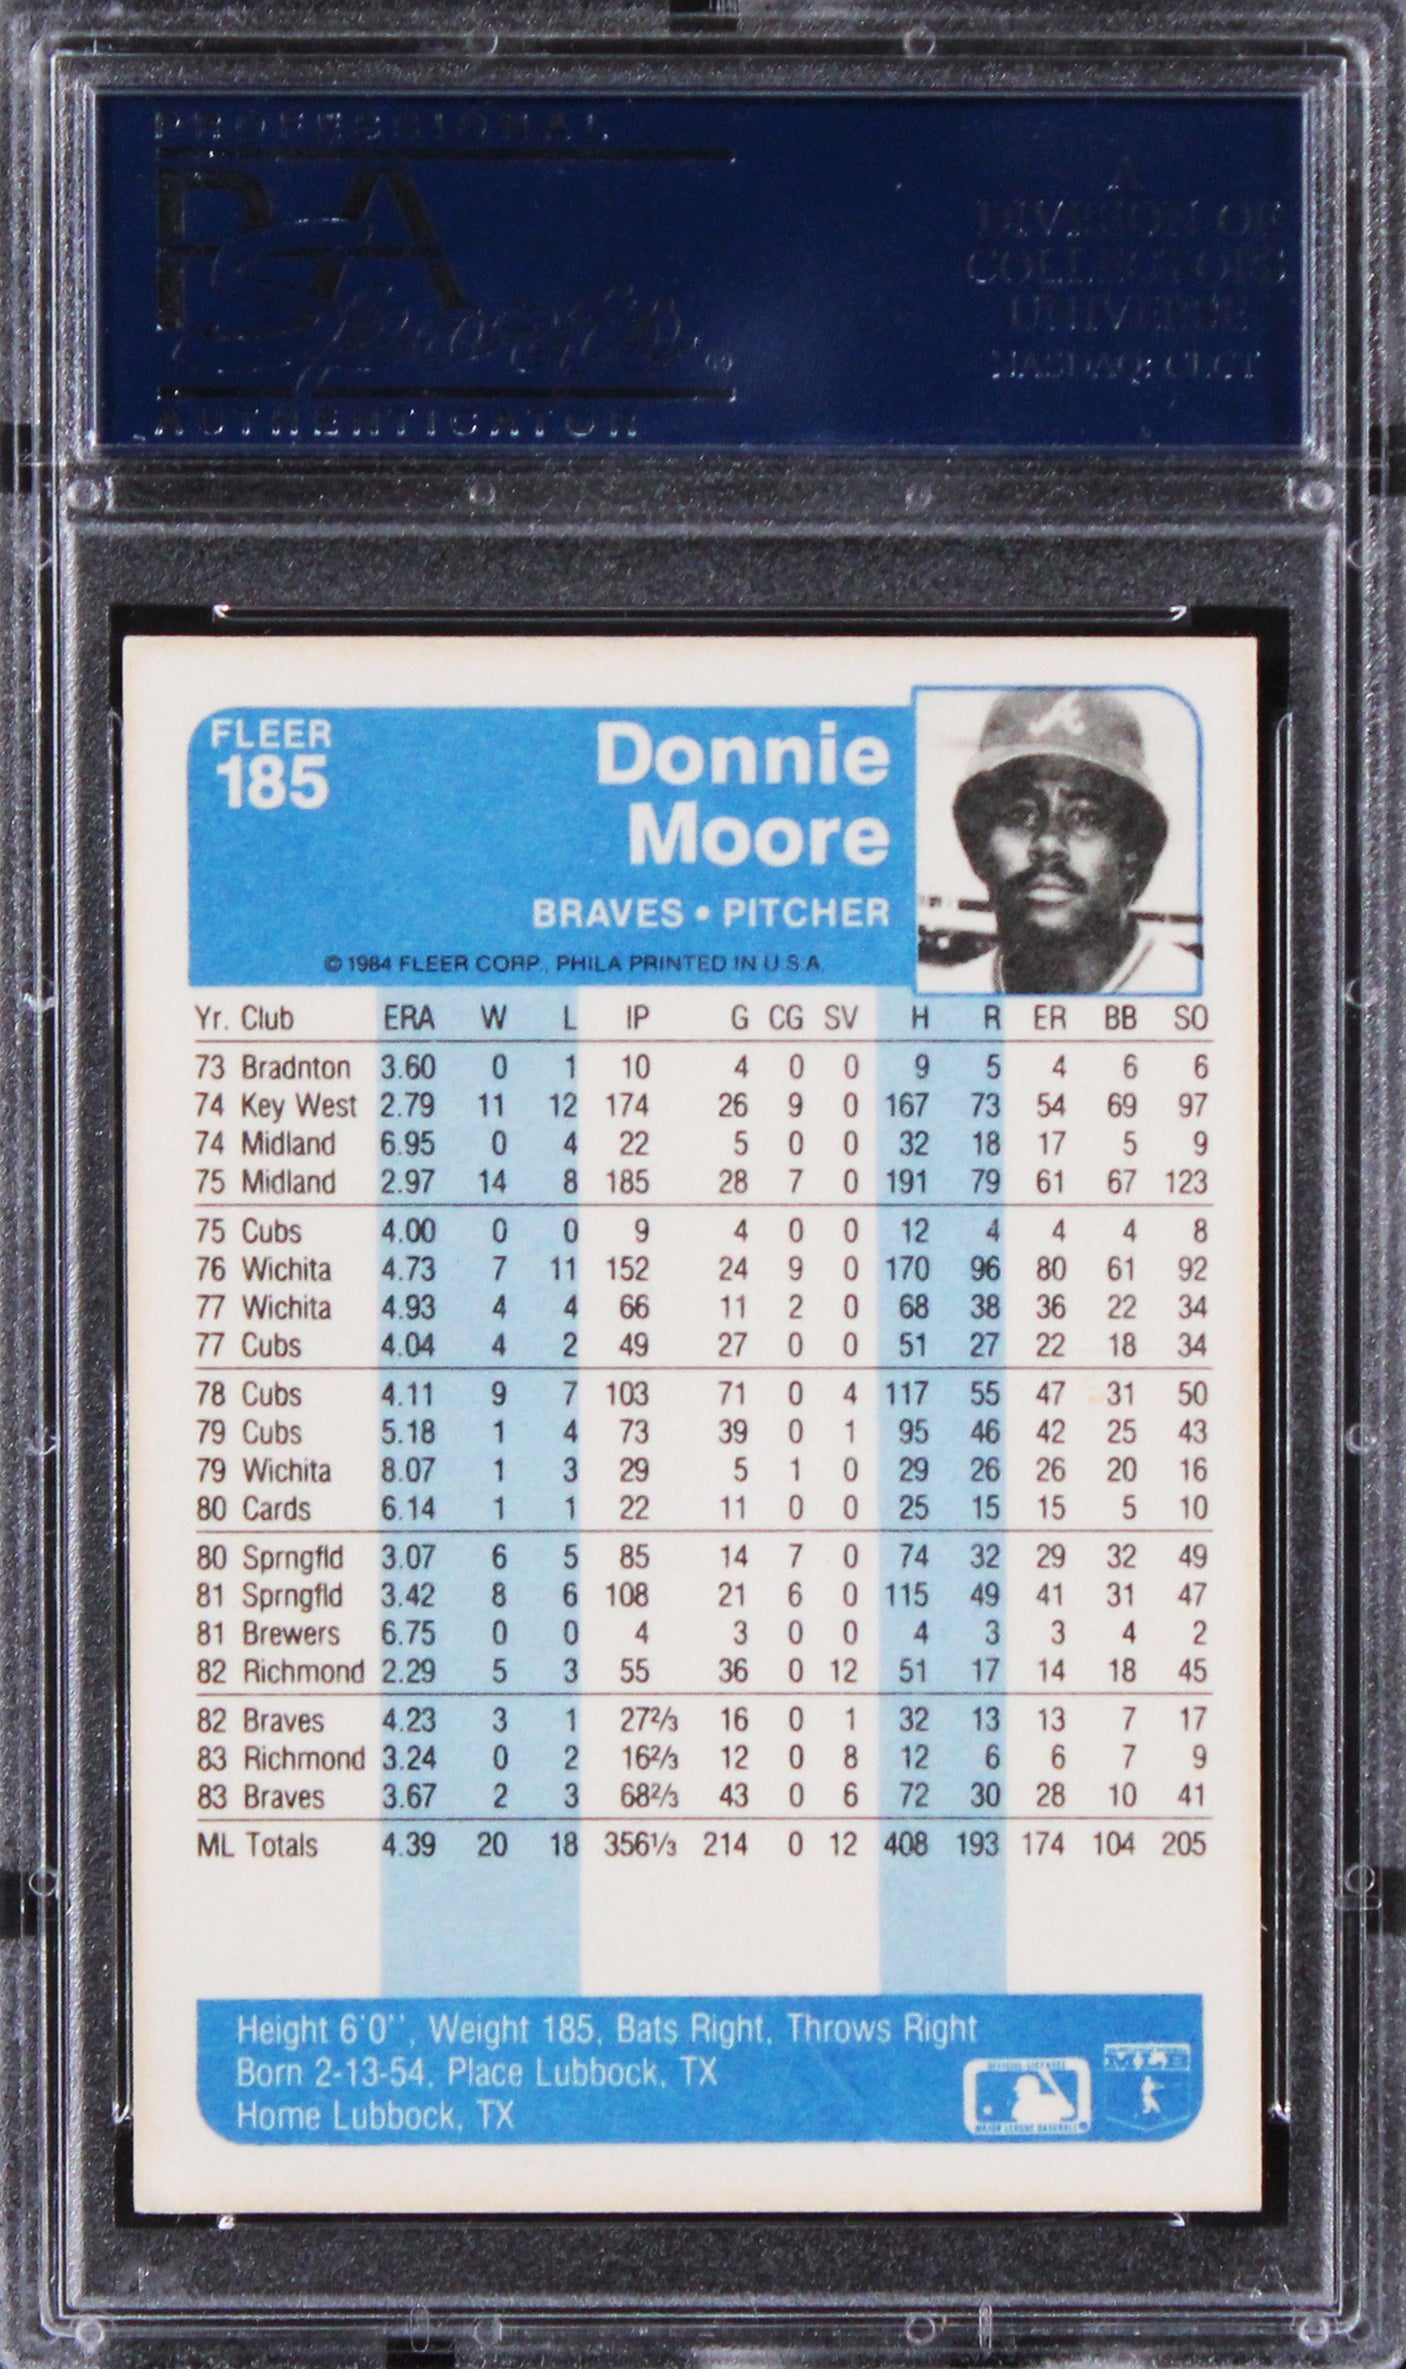 PROFESSIONAL
PSA
Sports
AUTHENTICATOR
A
DIVISION OF
COLLECTORS
UNIVERSE
NASDAQ: CLCT
FLEER
185
Donnie
Moore
BRAVES • PITCHER
© 1984 FLEER CORP., PHILA PRINTED IN U.S.A.
Yr. Club ERA W L IP G CG SV H R ER BB SO
73 Bradnton 3.60 0 1 10 4 0 0 9 5 4 6 6
74 Key West 2.79 11 12 174 26 9 0 167 73 54 69 97
74 Midland 6.95 0 4 22 5 0 0 32 18 17 5 9
75 Midland 2.97 14 8 185 28 7 0 191 79 61 67 123
75 Cubs 4.00 0 0 9 4 0 0 12 4 4 4 8
76 Wichita 4.73 7 11 152 24 9 0 170 96 80 61 92
77 Wichita 4.93 4 4 66 11 2 0 68 38 36 22 34
77 Cubs 4.04 4 2 49 27 0 0 51 27 22 18 34
78 Cubs 4.11 9 7 103 71 0 4 117 55 47 31 50
79 Cubs 5.18 1 4 73 39 0 1 95 46 42 25 43
79 Wichita 8.07 1 3 29 5 1 0 29 26 26 20 16
80 Cards 6.14 1 1 22 11 0 0 25 15 15 5 10
80 Sprngfld 3.07 6 5 85 14 7 0 74 32 29 32 49
81 Sprngfld 3.42 8 6 108 21 6 0 115 49 41 31 47
81 Brewers 6.75 0 0 4 3 0 0 4 3 3 4 2
82 Richmond 2.29 5 3 55 36 0 12 51 17 14 18 45
82 Braves 4.23 3 1 27 2/3 16 0 1 32 13 13 7 17
83 Richmond 3.24 0 2 16 2/3 12 0 8 12 6 6 7 9
83 Braves 3.67 2 3 68 2/3 43 0 6 72 30 28 10 41
ML Totals 4.39 20 18 356 1/3 214 0 12 408 193 174 104 205
Height 6'0'', Weight 185, Bats Right, Throws Right
Born 2-13-54, Place Lubbock, TX
Home Lubbock, TX
MLB
MAJOR LEAGUE BASEBALL